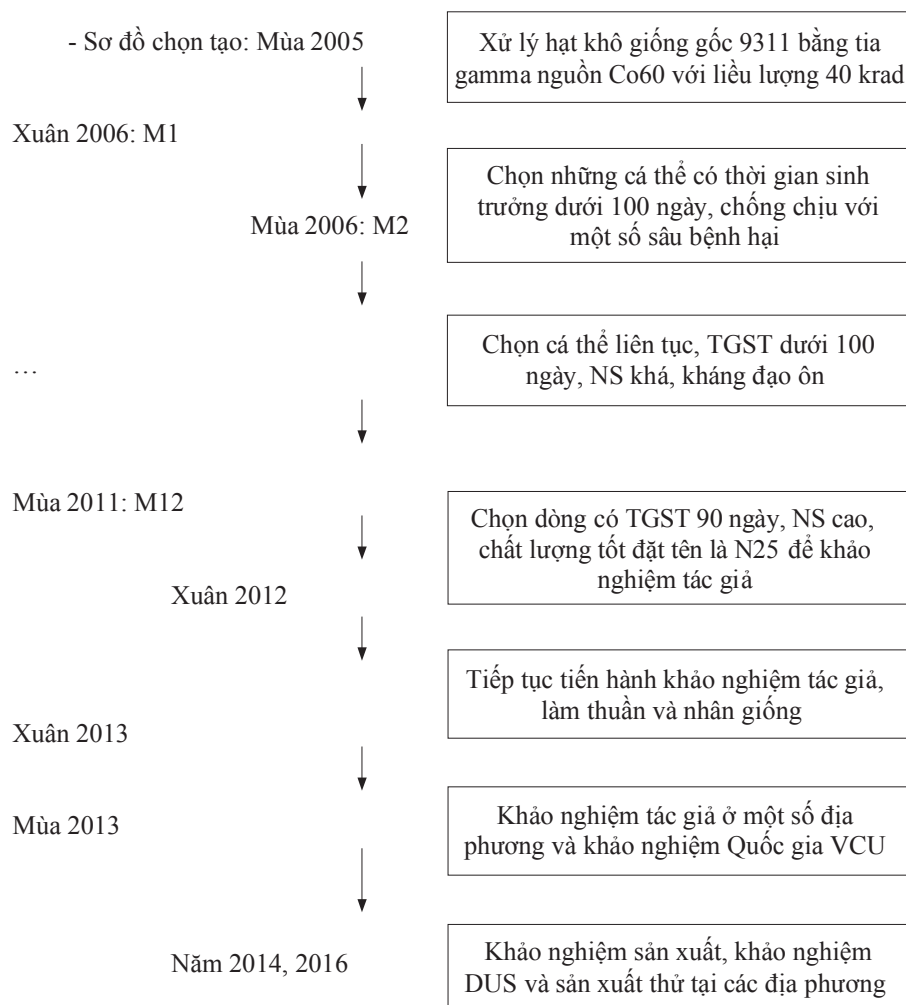 - Sơ đồ chọn tạo: Mùa 2005
Xử lý hạt khô giống gốc 9311 bằng tia
gamma nguồn Co60 với liều lượng 40 krad
Xuân 2006: M1
Chọn những cá thể có thời gian sinh
trưởng dưới 100 ngày, chống chịu với
một số sâu bệnh hại
Mùa 2006: M2
Chọn cá thể liên tục, TGST dưới 100
ngày, NS khá, kháng đạo ôn
…
Mùa 2011: M12
Chọn dòng có TGST 90 ngày, NS cao,
chất lượng tốt đặt tên là N25 để khảo
nghiệm tác giả
Xuân 2012
Tiếp tục tiến hành khảo nghiệm tác giả,
làm thuần và nhân giống
Xuân 2013
Mùa 2013
Khảo nghiệm tác giả ở một số địa
phương và khảo nghiệm Quốc gia VCU
Năm 2014, 2016
Khảo nghiệm sản xuất, khảo nghiệm
DUS và sản xuất thử tại các địa phương